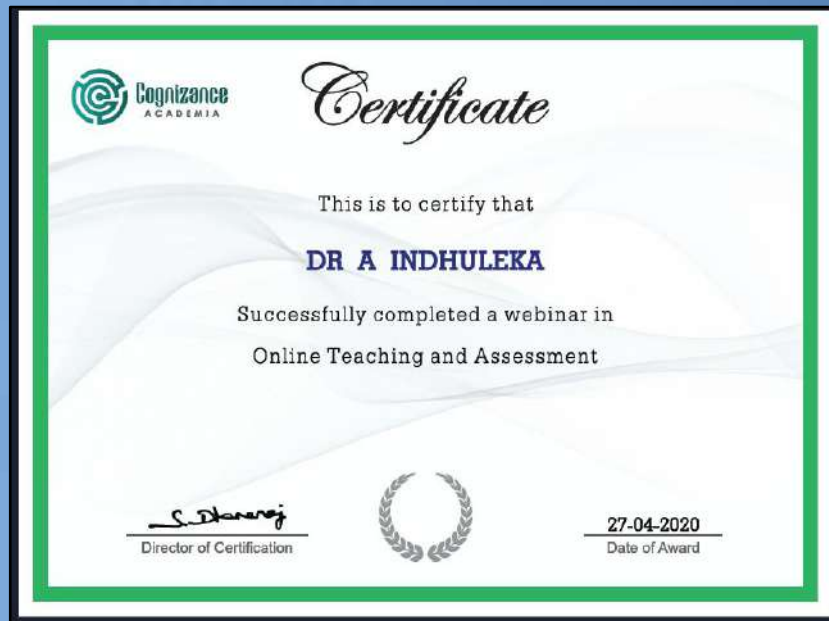 Cognizance
ACADEMIA
Certificate
This is to certify that
DR A INDHULEKA
Successfully completed a webinar in
Online Teaching and Assessment
Director of Certification
27-04-2020
Date of Award